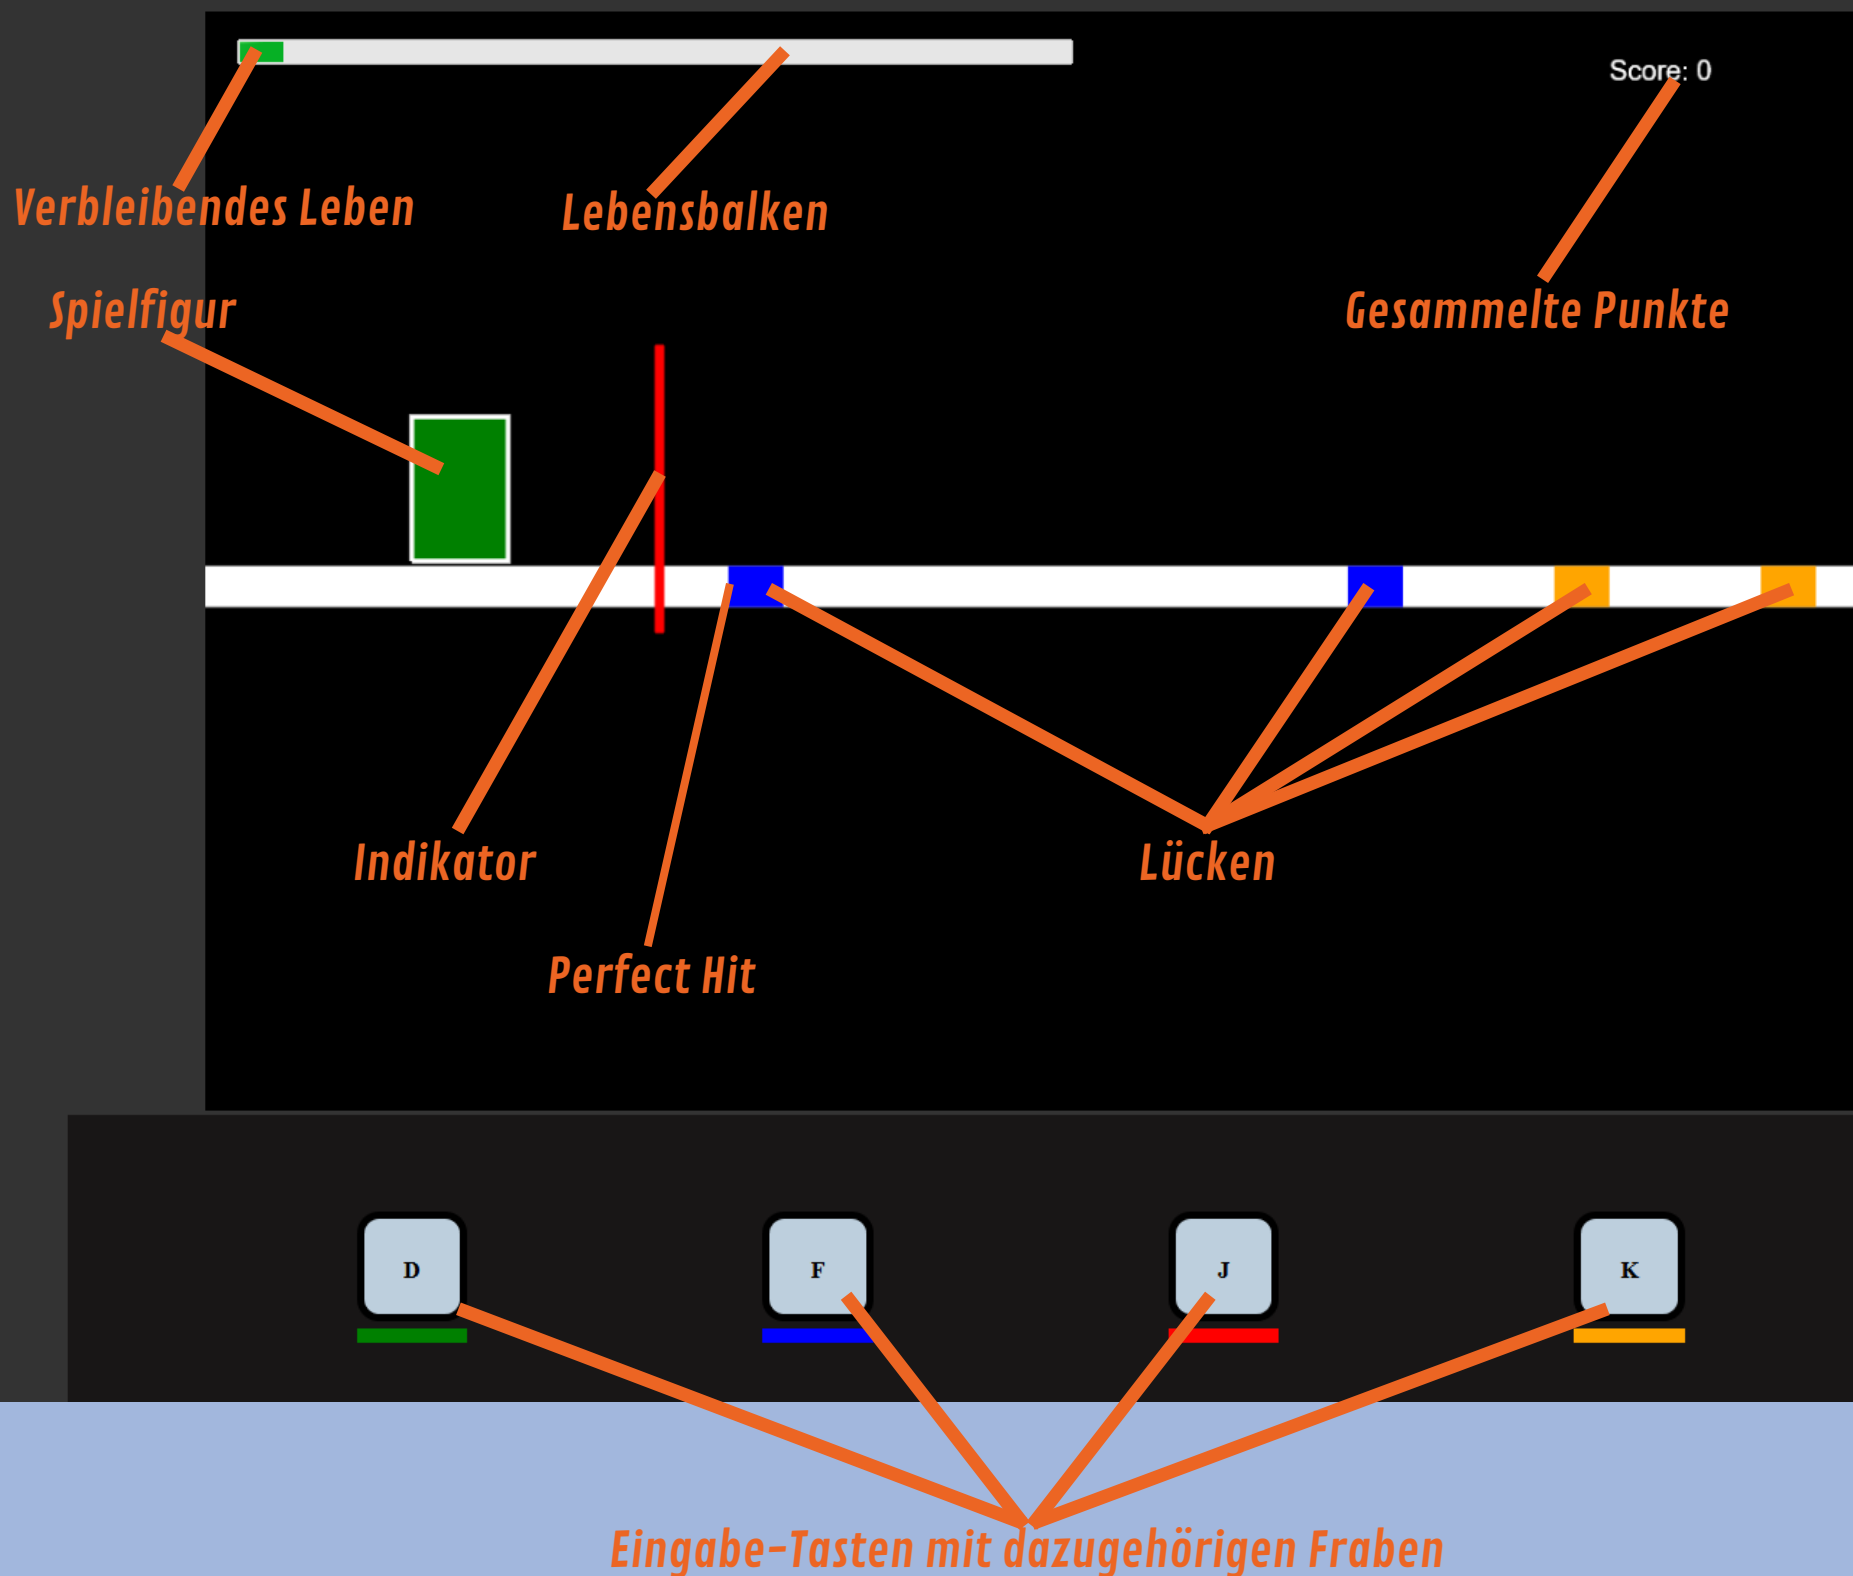 Score: 0
Verbleibendes Leben
Lebensbalken
Spielfigur
Gesammelte Punkte
Indikator
Lücken
Perfect Hit
D
F
J
K
Eingabe-Tasten mit dazugehörigen Fraben